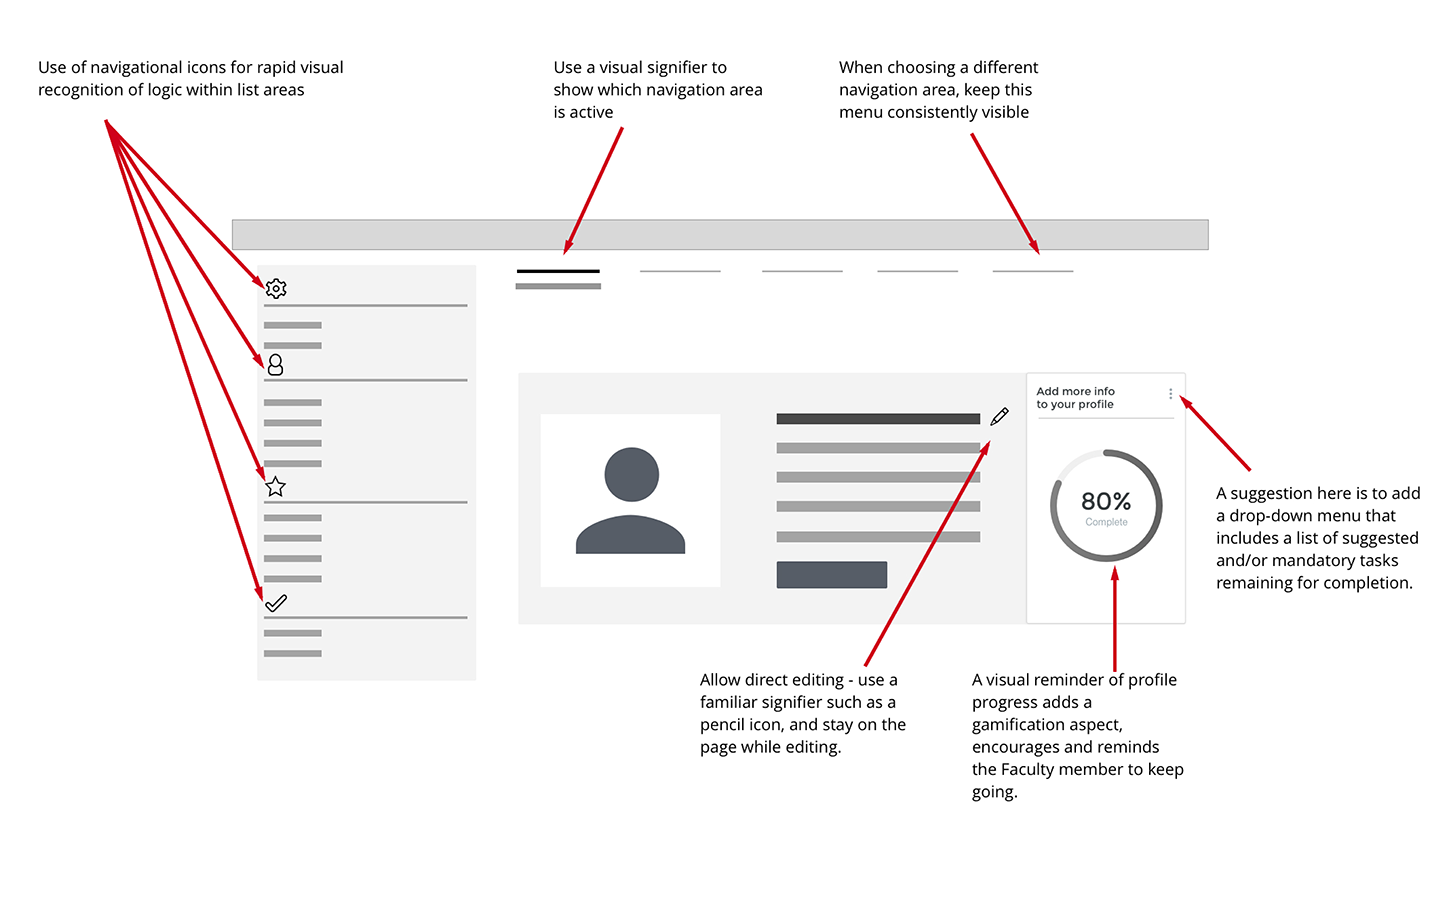 Use of navigational icons for rapid visual
recognition of logic within list areas
Use a visual signifier to
show which navigation area
is active
When choosing a different
navigation area, keep this
menu consistently visible
Add more info
to your profile
80%
Complete
A suggestion here is to add
a drop-down menu that
includes a list of suggested
and/or mandatory tasks
remaining for completion.
Allow direct editing - use a
familiar signifier such as a
pencil icon, and stay on the
page while editing.
A visual reminder of profile
progress adds a
gamification aspect,
encourages and reminds
the Faculty member to keep
going.